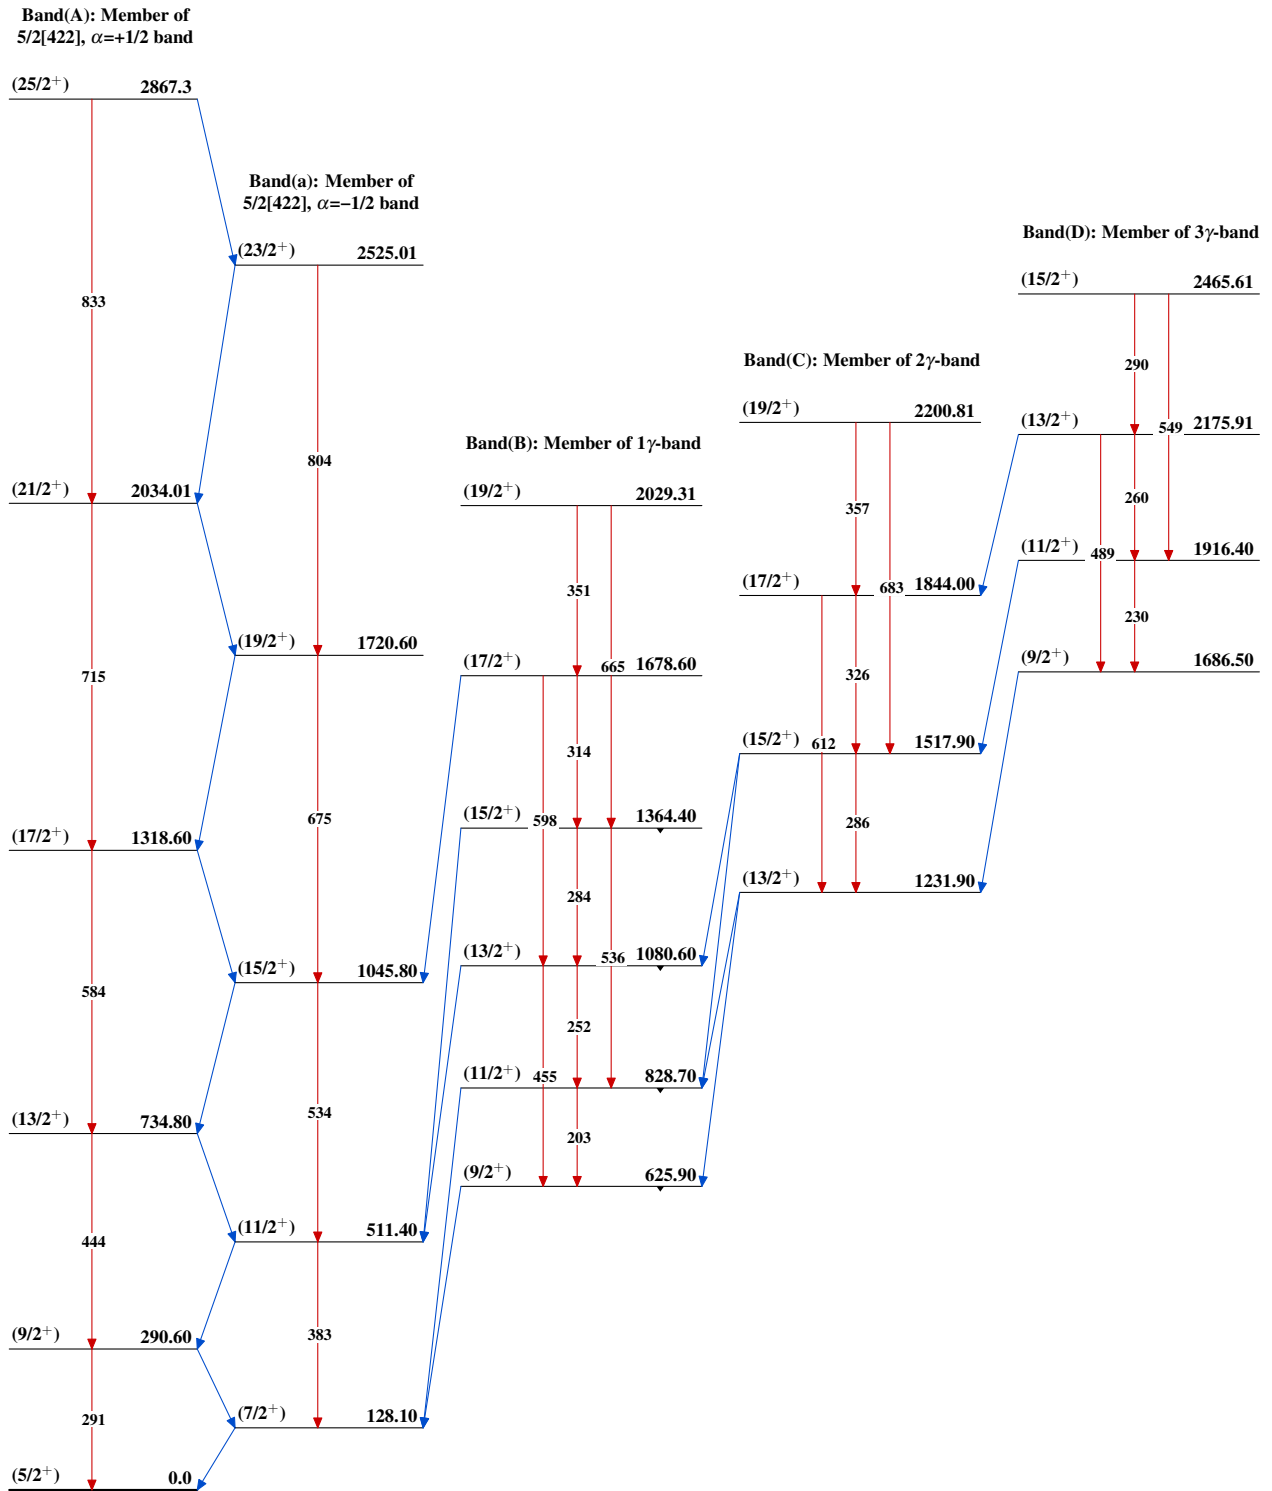 Band(A): Member of
5/2[422], α=+1/2 band
(25/2⁺) 2867.3
833
(21/2⁺) 2034.01
715
(17/2⁺) 1318.60
584
(13/2⁺) 734.80
444
(9/2⁺) 290.60
291
(5/2⁺) 0.0
Band(a): Member of
5/2[422], α=−1/2 band
(23/2⁺) 2525.01
804
(19/2⁺) 1720.60
675
(15/2⁺) 1045.80
534
(11/2⁺) 511.40
383
(7/2⁺) 128.10
Band(B): Member of 1γ-band
(19/2⁺) 2029.31
351
(17/2⁺) 665 1678.60
314
(15/2⁺) 1364.40
598
284
(13/2⁺) 536 1080.60
252
(11/2⁺) 455 828.70
203
(9/2⁺) 625.90
Band(C): Member of 2γ-band
(19/2⁺) 2200.81
357
(17/2⁺) 683 1844.00
326
(15/2⁺) 612 1517.90
286
(13/2⁺) 1231.90
Band(D): Member of 3γ-band
(15/2⁺) 2465.61
290
(13/2⁺) 549 2175.91
260
(11/2⁺) 489 1916.40
230
(9/2⁺) 1686.50